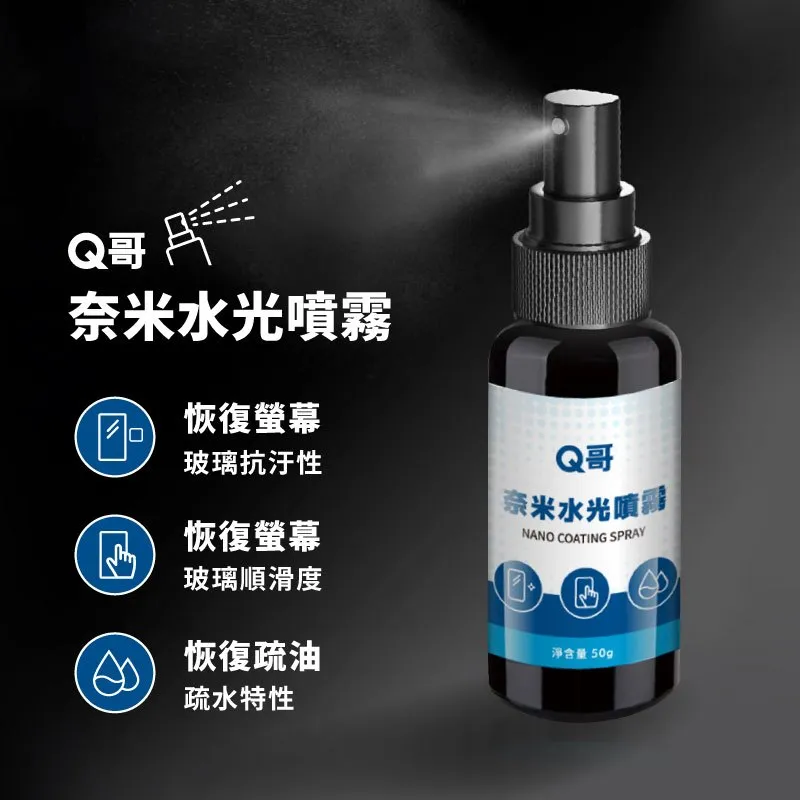 Q哥
奈米水光噴霧
恢復螢幕
玻璃抗汙性
恢復螢幕
玻璃順滑度
恢復疏油
疏水特性
Q哥
奈米水光噴霧
NANO COATING SPRAY
淨含量 50g